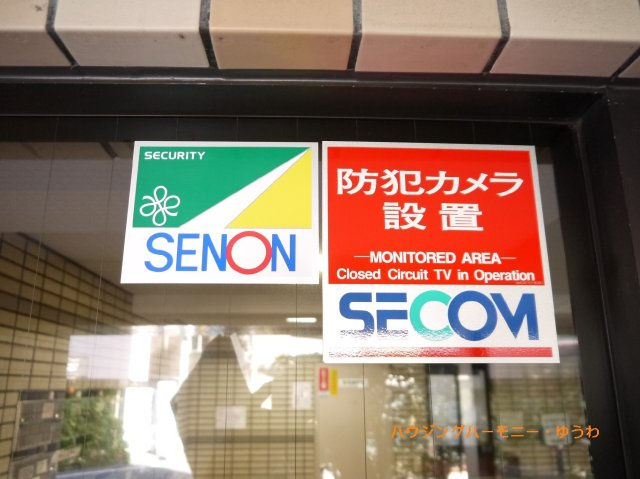 SECURITY
SENON
防犯カメラ
設置
MONITORED AREA
Closed Circuit TV in Operation
SECOM
ハウジングハーモニー・ゆうわ